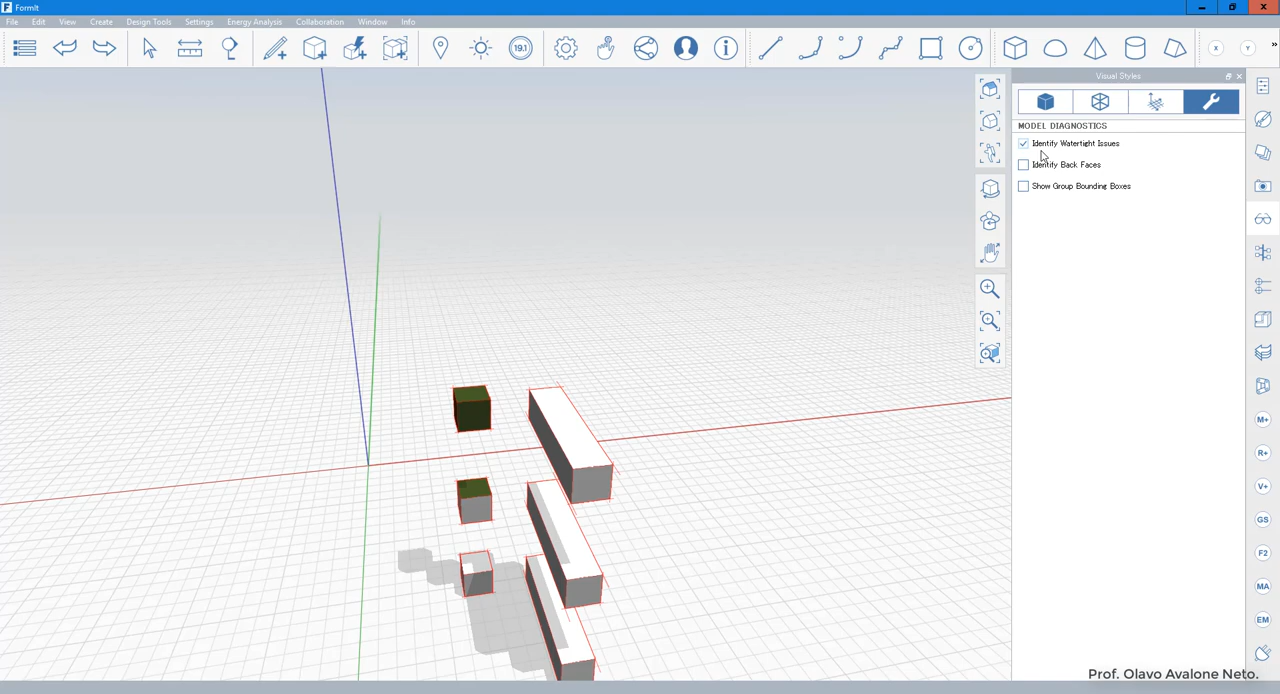 FormIt
File Edit View Create Design Tools Settings Energy Analysis Collaboration Window Info
19.1
X Y »
Visual Styles
MODEL DIAGNOSTICS
Identify Watertight Issues
Identify Back Faces
Show Group Bounding Boxes
M+
R+
V+
GS
F2
MA
EM
Prof. Olavo Avalone Neto.